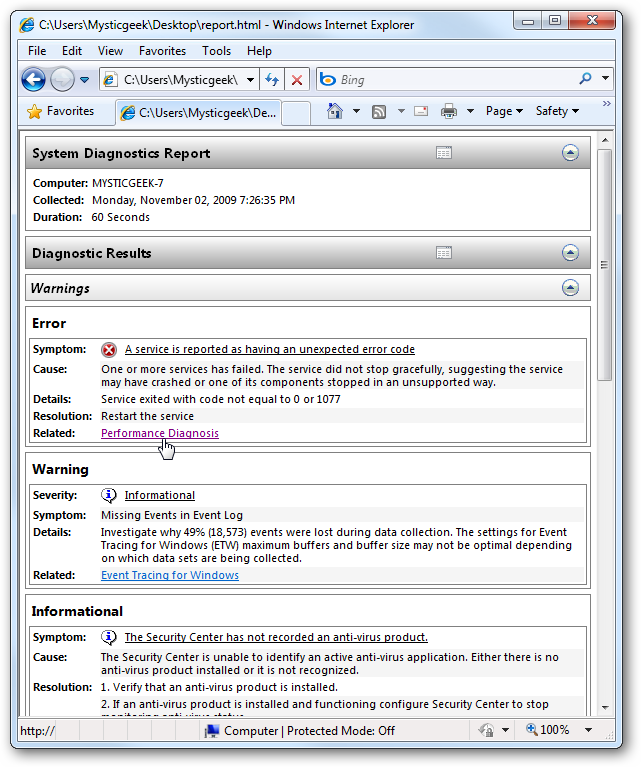 C:\Users\Mysticgeek\Desktop\report.html - Windows Internet Explorer
File Edit View Favorites Tools Help
C:\Users\Mysticgeek\ Bing
Favorites C:\Users\Mysticgeek\De... Page Safety »
System Diagnostics Report
Computer: MYSTICGEEK-7
Collected: Monday, November 02, 2009 7:26:35 PM
Duration: 60 Seconds
Diagnostic Results
Warnings
Error
Symptom: A service is reported as having an unexpected error code
Cause: One or more services has failed. The service did not stop gracefully, suggesting the service
may have crashed or one of its components stopped in an unsupported way.
Details: Service exited with code not equal to 0 or 1077
Resolution: Restart the service
Related: Performance Diagnosis
Warning
Severity: Informational
Symptom: Missing Events in Event Log
Details: Investigate why 49% (18,573) events were lost during data collection. The settings for Event
Tracing for Windows (ETW) maximum buffers and buffer size may not be optimal depending
on which data sets are being collected.
Related: Event Tracing for Windows
Informational
Symptom: The Security Center has not recorded an anti-virus product.
Cause: The Security Center is unable to identify an active anti-virus application. Either there is no
anti-virus product installed or it is not recognized.
Resolution: 1. Verify that an anti-virus product is installed.
2. If an anti-virus product is installed and functioning configure Security Center to stop
monitoring anti-virus status.
http:// Computer | Protected Mode: Off 100%